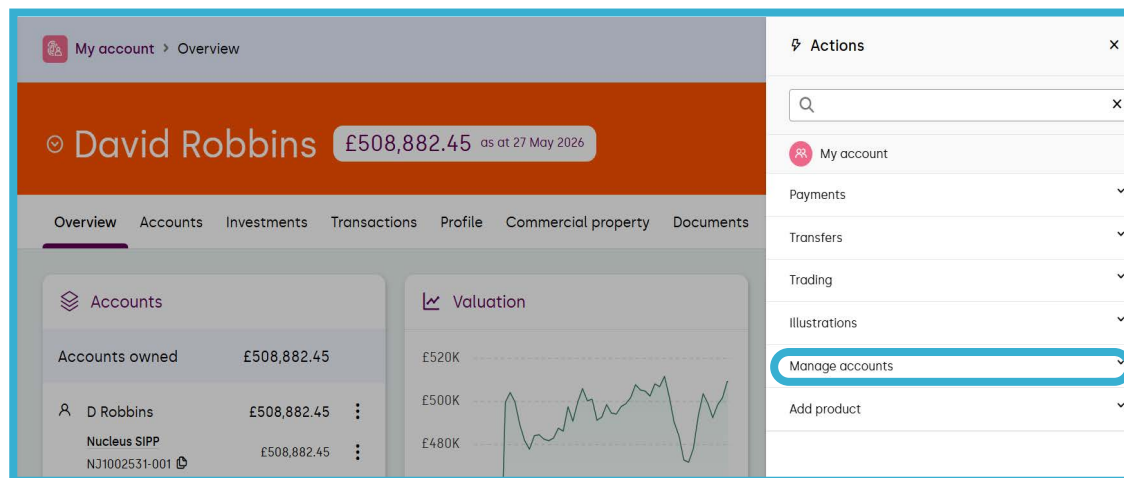 My account > Overview
David Robbins £508,882.45 as at 27 May 2026
Overview Accounts Investments Transactions Profile Commercial property Documents
Accounts
Accounts owned £508,882.45
D Robbins £508,882.45
Nucleus SIPP £508,882.45
NJ1002531-001
Valuation
£520K
£500K
£480K
Actions
My account
Payments
Transfers
Trading
Illustrations
Manage accounts
Add product